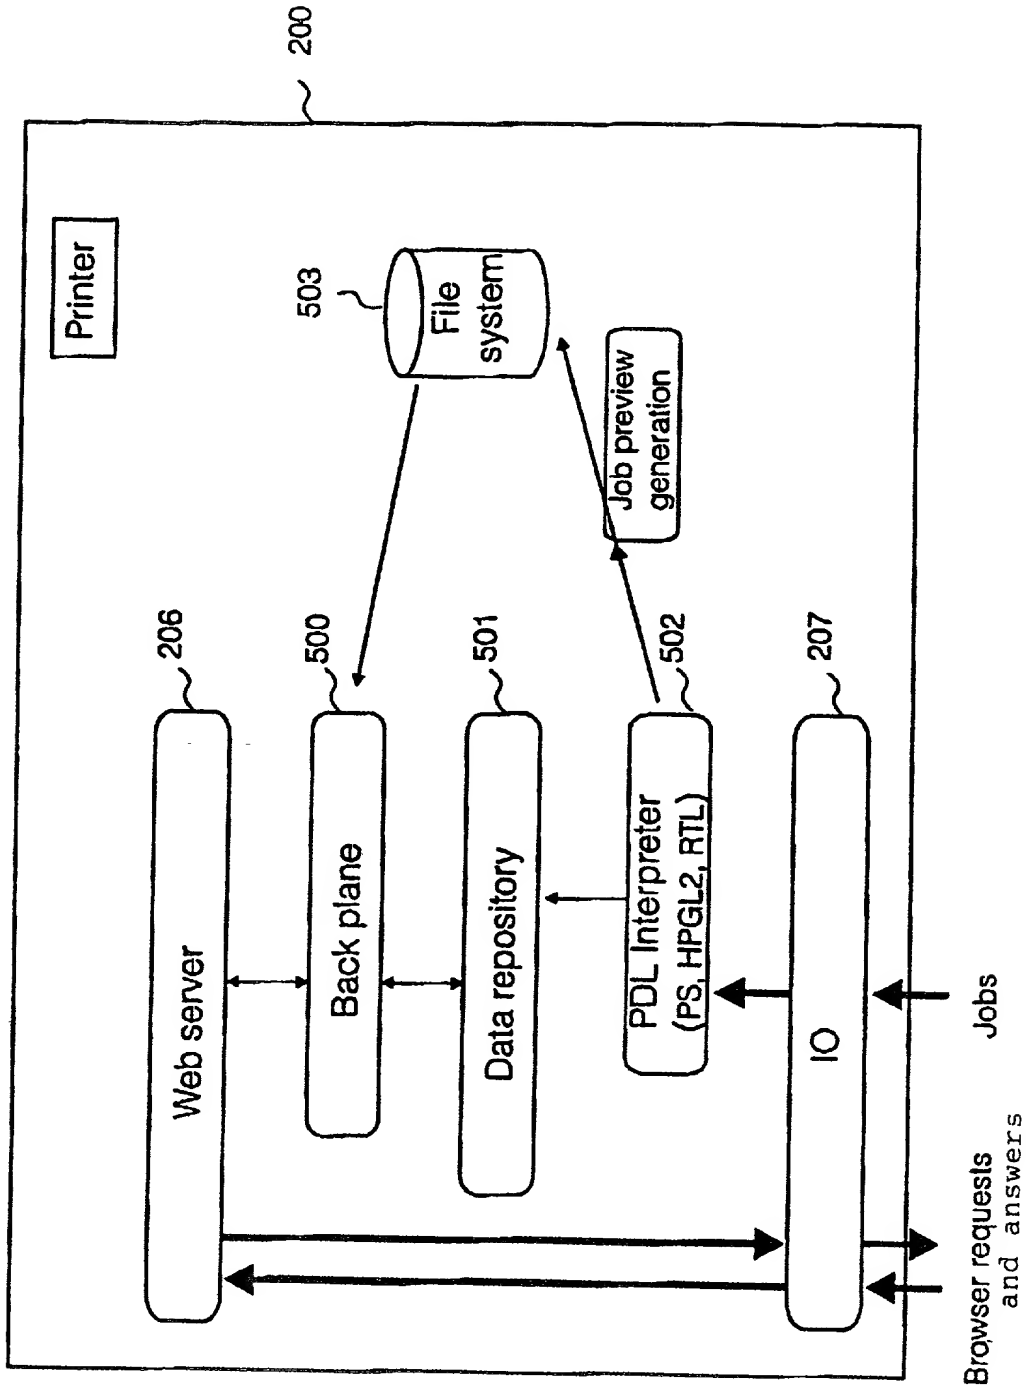 200
Printer
206
Web server
500
Back plane
503
File
system
501
Data repository
Job preview
generation
502
PDL Interpreter
(PS, HPGL2, RTL)
207
IO
Browser requests
and answers
Jobs